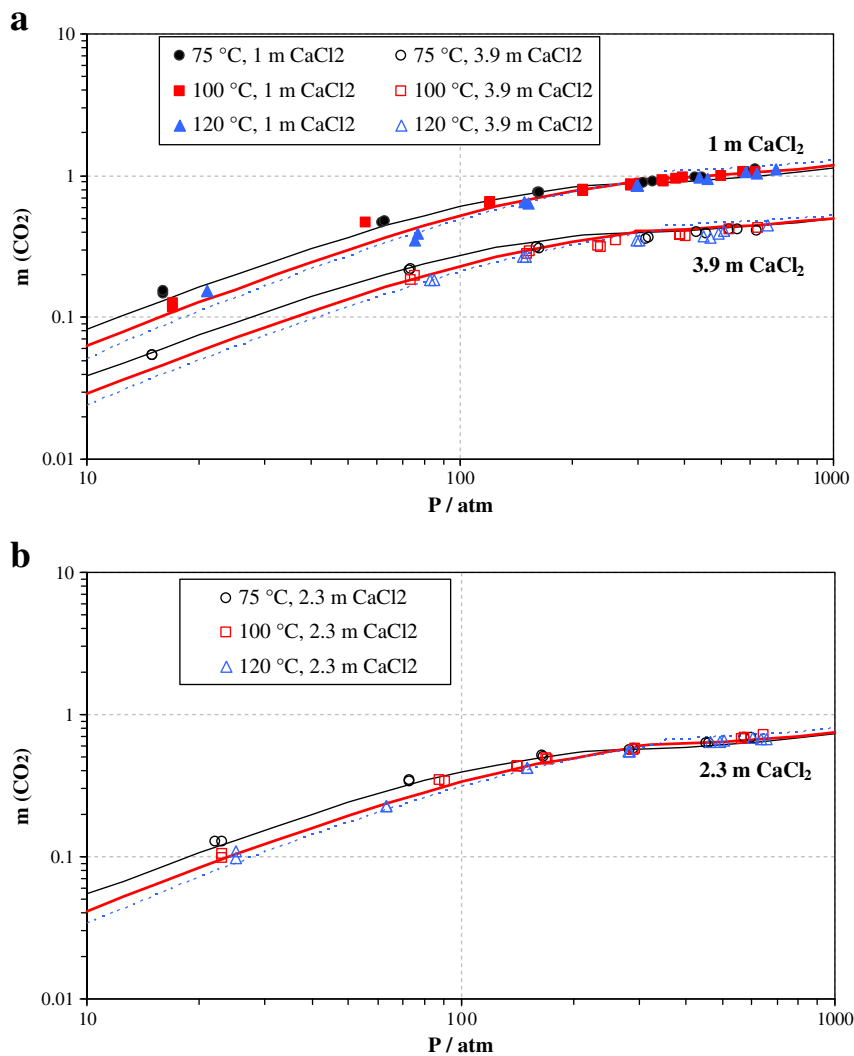 a
10
75 °C, 1 m CaCl2
75 °C, 3.9 m CaCl2
100 °C, 1 m CaCl2
100 °C, 3.9 m CaCl2
120 °C, 1 m CaCl2
120 °C, 3.9 m CaCl2
1 m CaCl₂
1
m (CO₂)
3.9 m CaCl₂
0.1
0.01
10
100
1000
P / atm
b
10
75 °C, 2.3 m CaCl2
100 °C, 2.3 m CaCl2
120 °C, 2.3 m CaCl2
1
m (CO₂)
2.3 m CaCl₂
0.1
0.01
10
100
1000
P / atm